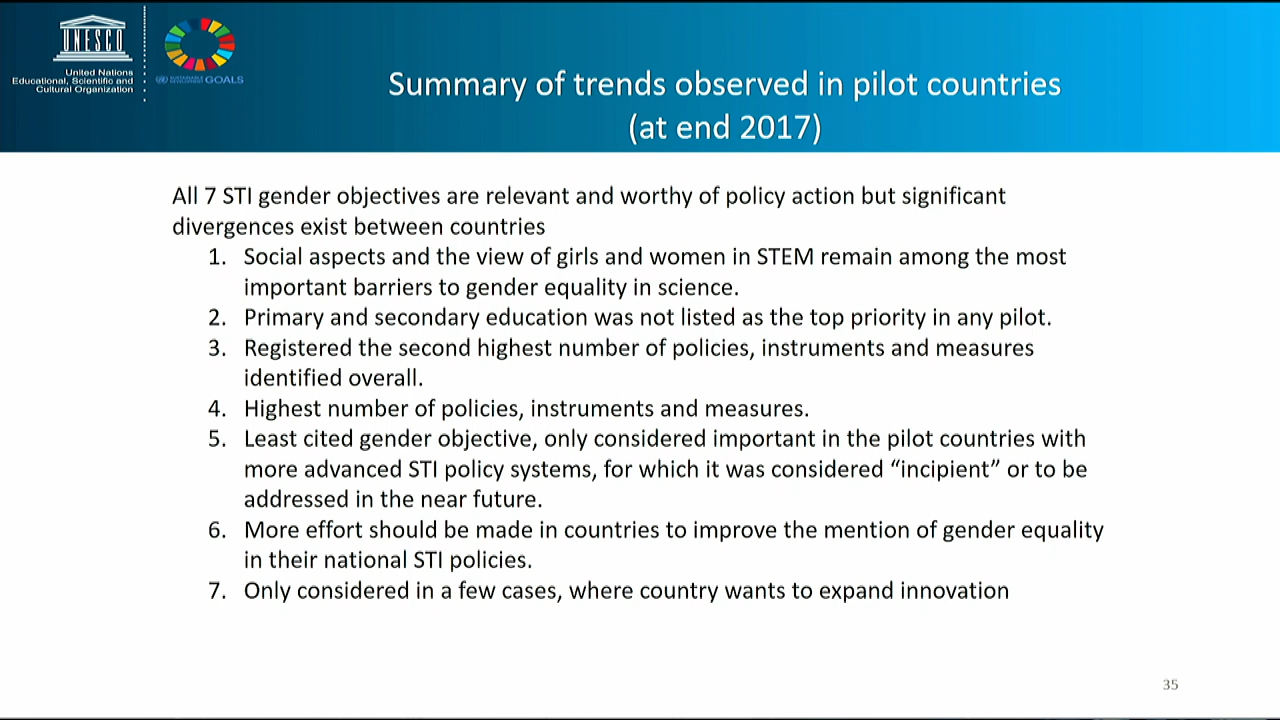 UNESCO
United Nations
Educational, Scientific and
Cultural Organization
SUSTAINABLE
DEVELOPMENT
GOALS
Summary of trends observed in pilot countries
(at end 2017)
All 7 STI gender objectives are relevant and worthy of policy action but significant
divergences exist between countries
1. Social aspects and the view of girls and women in STEM remain among the most
important barriers to gender equality in science.
2. Primary and secondary education was not listed as the top priority in any pilot.
3. Registered the second highest number of policies, instruments and measures
identified overall.
4. Highest number of policies, instruments and measures.
5. Least cited gender objective, only considered important in the pilot countries with
more advanced STI policy systems, for which it was considered “incipient” or to be
addressed in the near future.
6. More effort should be made in countries to improve the mention of gender equality
in their national STI policies.
7. Only considered in a few cases, where country wants to expand innovation
35